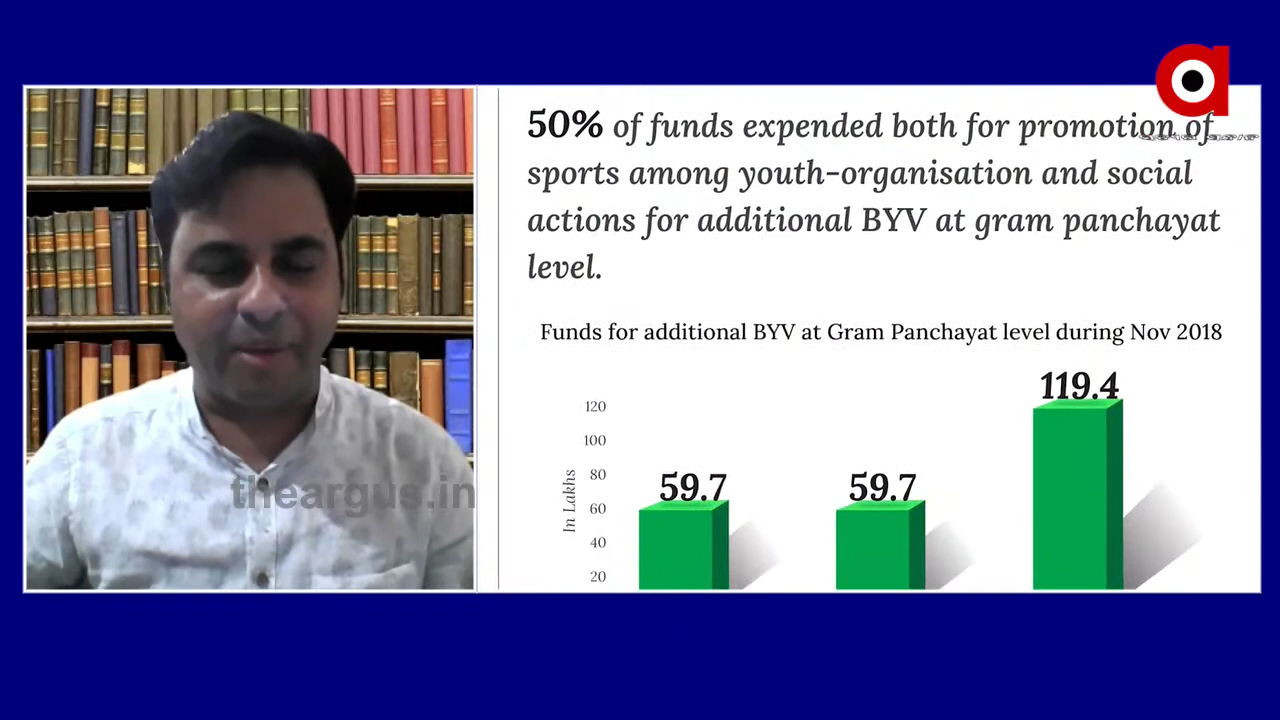 50% of funds expended both for promotion of
sports among youth-organisation and social
actions for additional BYV at gram panchayat
level.
Funds for additional BYV at Gram Panchayat level during Nov 2018
119.4
120
100
80
59.7
59.7
60
In Lakhs
40
20
theargus.in
a